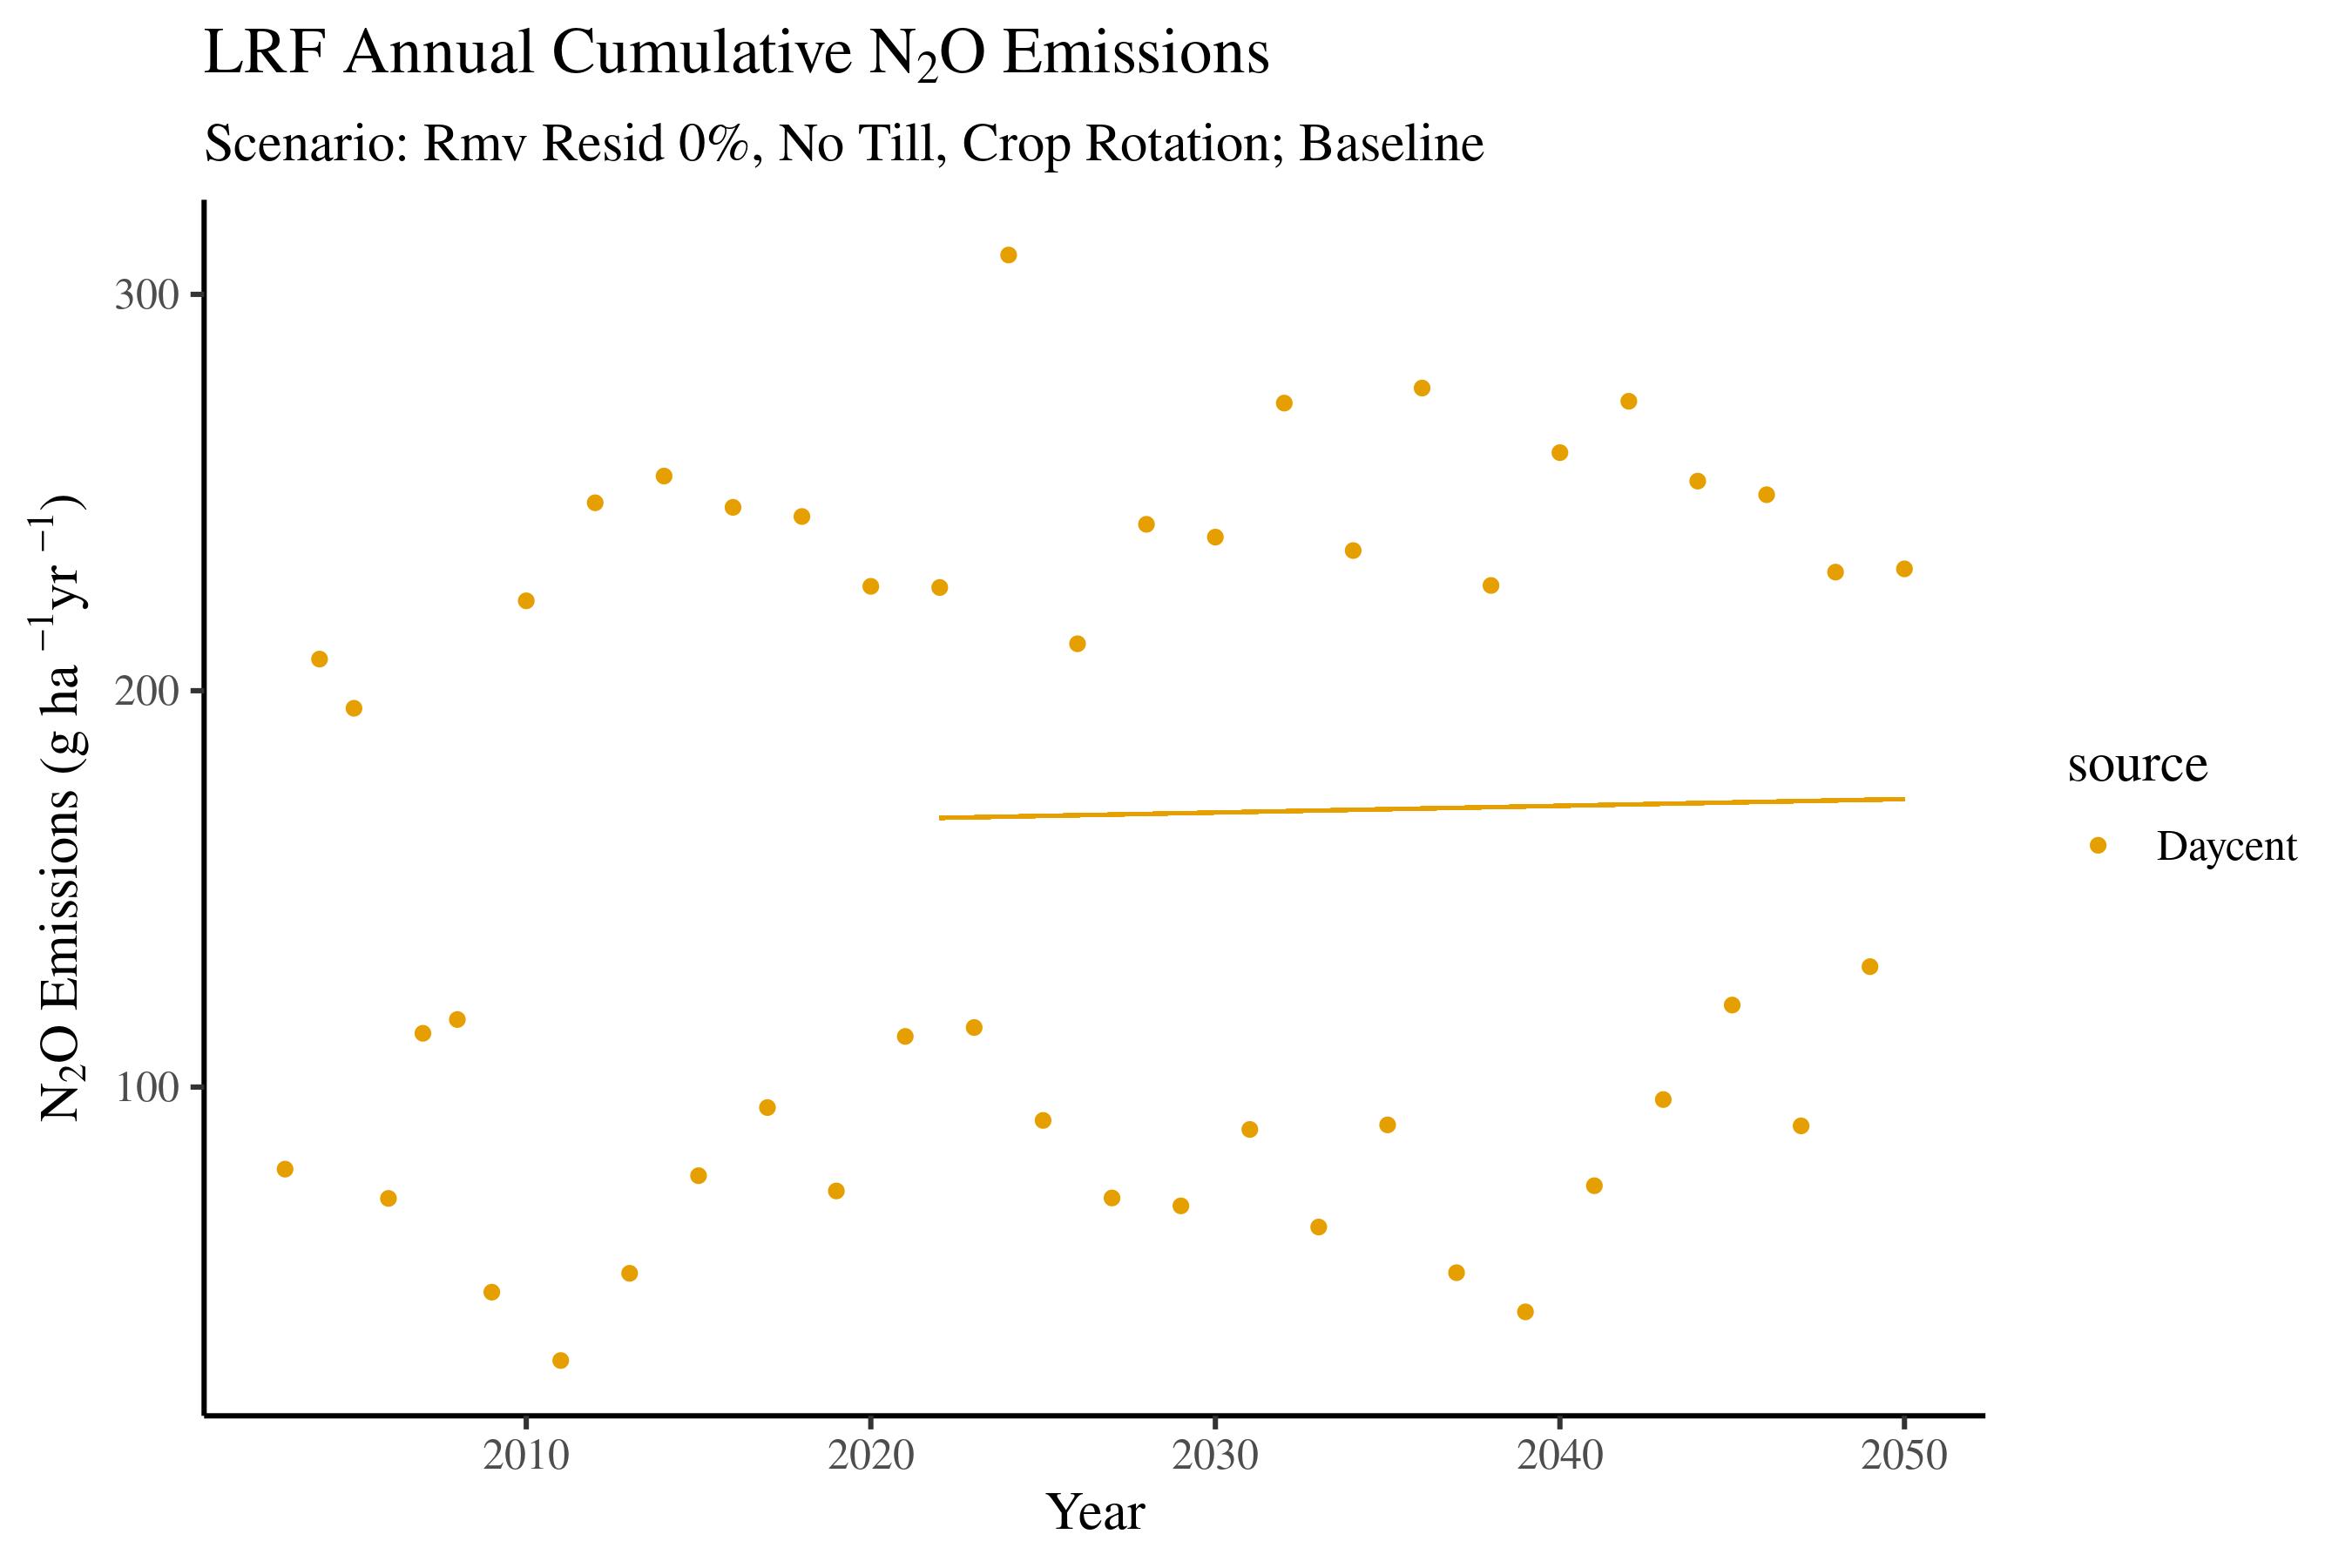 LRF Annual Cumulative N₂O Emissions
Scenario: Rmv Resid 0%, No Till, Crop Rotation; Baseline
N₂O Emissions (g ha ⁻¹yr ⁻¹)
300
200
100
2010 2020 2030 2040 2050
Year
source
Daycent